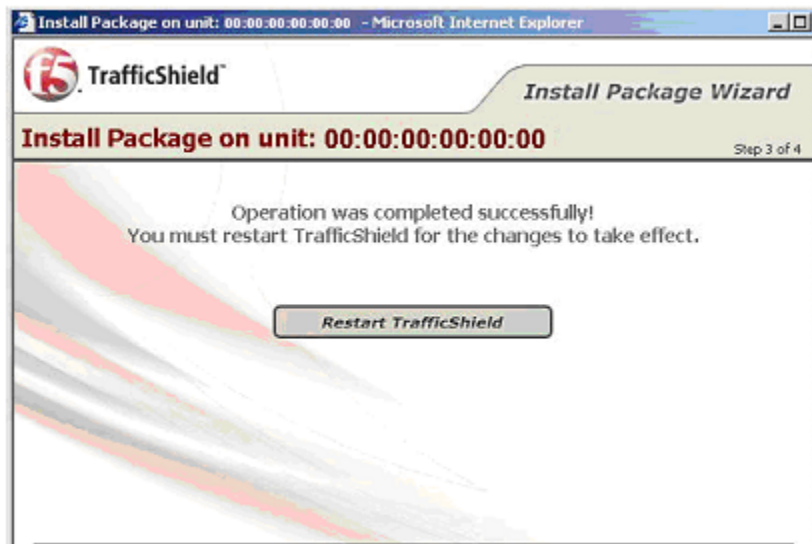 Install Package on unit: 00:00:00:00:00:00 - Microsoft Internet Explorer
f5 TrafficShield™
Install Package Wizard
Install Package on unit: 00:00:00:00:00:00
Step 3 of 4
Operation was completed successfully!
You must restart TrafficShield for the changes to take effect.
Restart TrafficShield